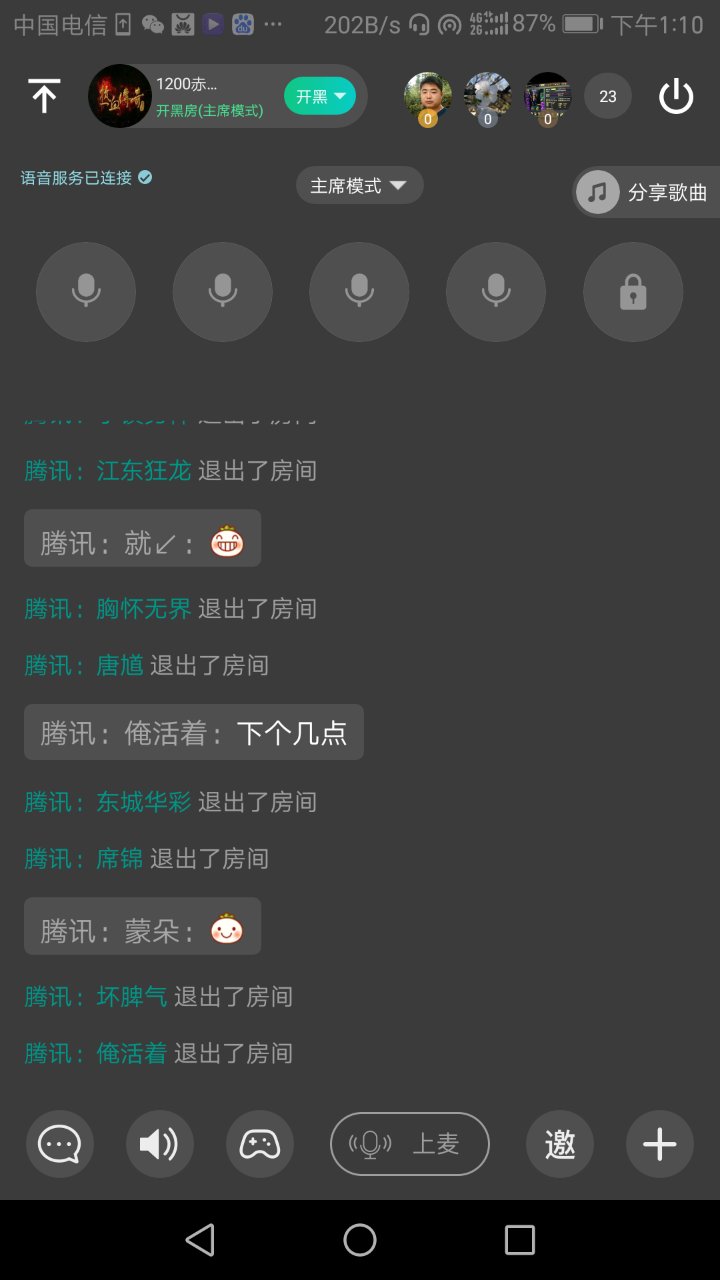 中国电信 202B/s 4G 2G 87% 下午1:10
热血传奇
1200赤...
开黑房(主席模式)
开黑
0 0 0 23
语音服务已连接
主席模式
分享歌曲
腾讯：江东狂龙 退出了房间
腾讯：就↙：
腾讯：胸怀无界 退出了房间
腾讯：唐馗 退出了房间
腾讯：俺活着：下个几点
腾讯：东城华彩 退出了房间
腾讯：席锦 退出了房间
腾讯：蒙朵：
腾讯：坏脾气 退出了房间
腾讯：俺活着 退出了房间
上麦
邀